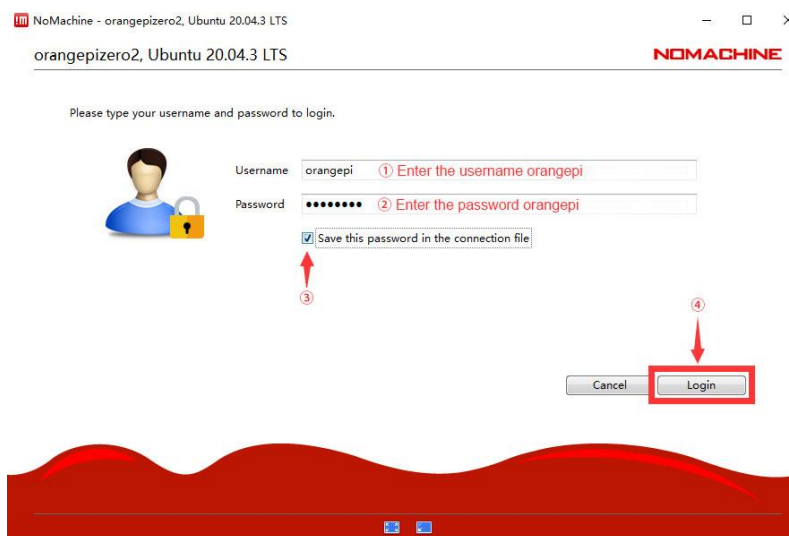 NoMachine - orangepizero2, Ubuntu 20.04.3 LTS
orangepizero2, Ubuntu 20.04.3 LTS
NOMACHINE
Please type your username and password to login.
Username orangepi ① Enter the username orangepi
Password •••••••• ② Enter the password orangepi
Save this password in the connection file
③
④
Cancel Login